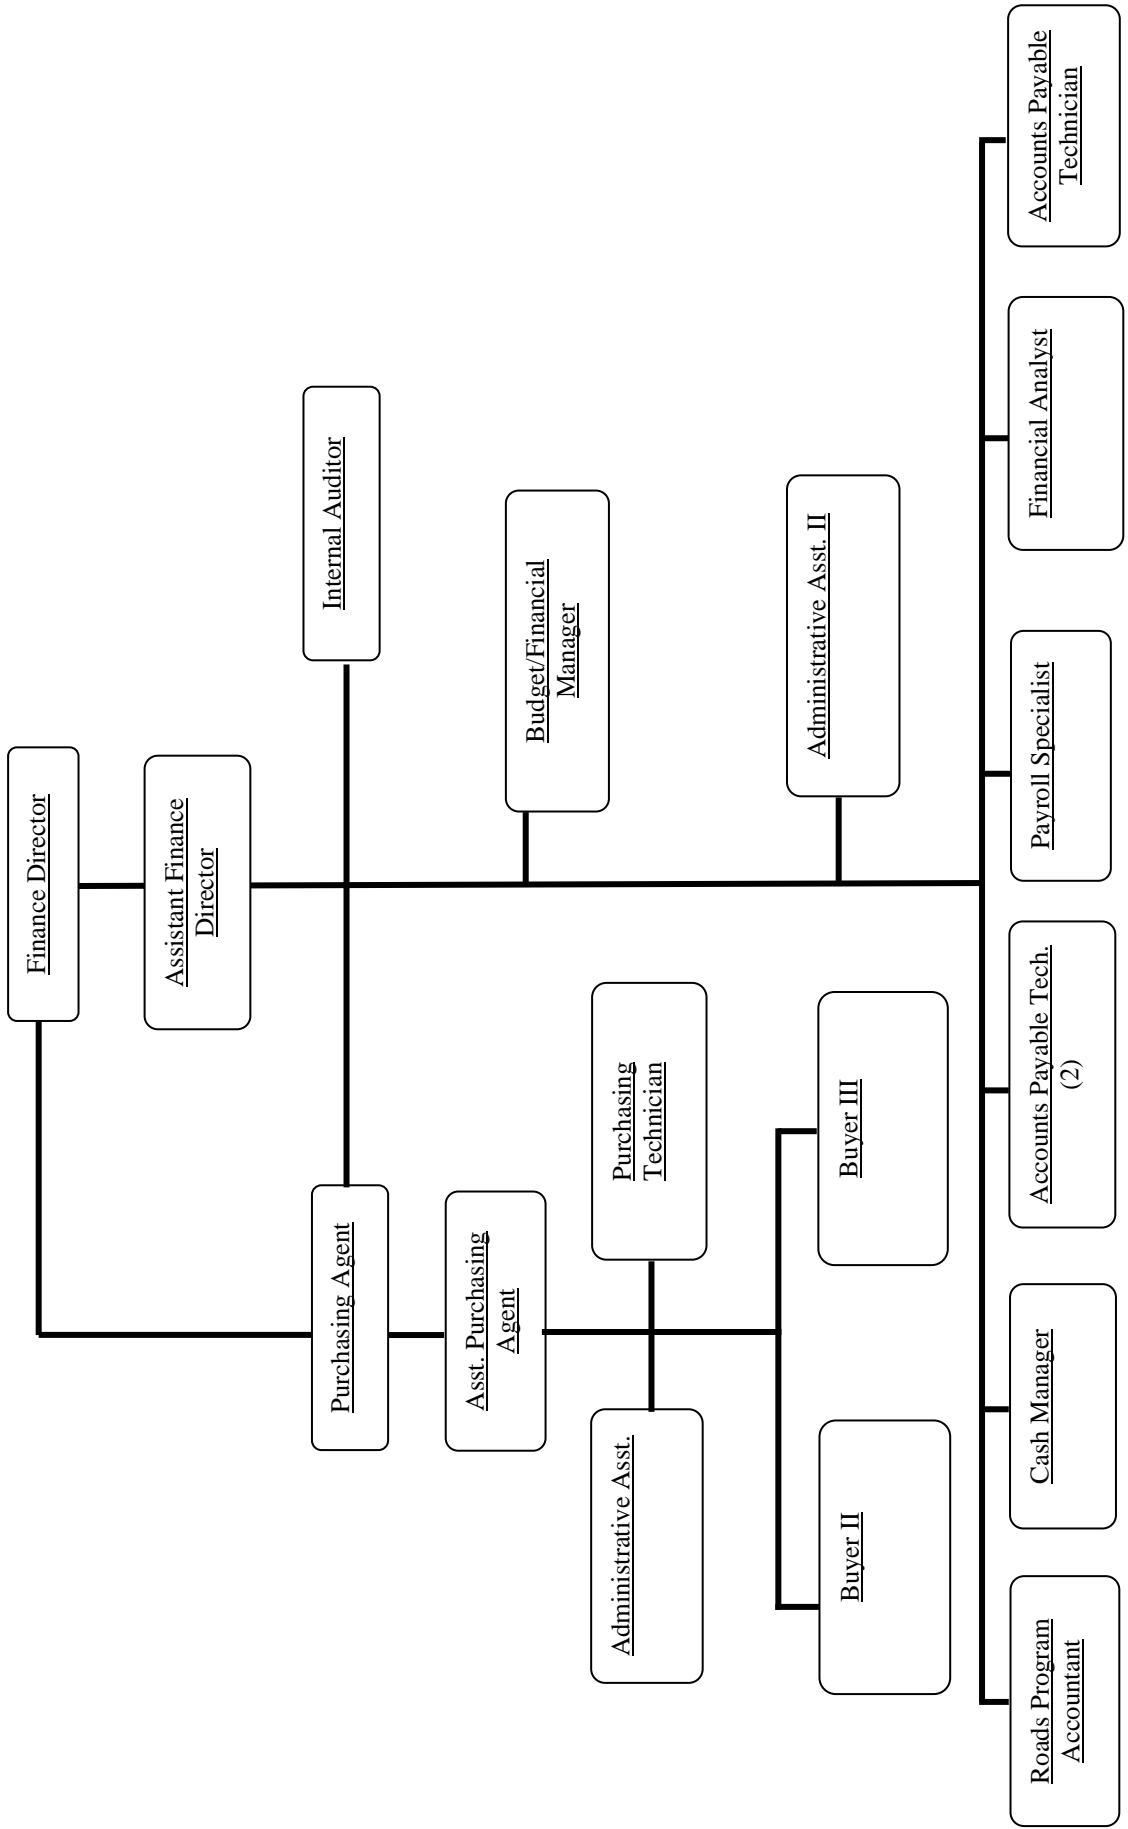 Finance Director
Assistant Finance
Director
Purchasing Agent
Internal Auditor
Asst. Purchasing
Agent
Budget/Financial
Manager
Administrative Asst.
Purchasing
Technician
Administrative Asst. II
Buyer II
Buyer III
Roads Program
Accountant
Cash Manager
Accounts Payable Tech.
(2)
Payroll Specialist
Financial Analyst
Accounts Payable
Technician